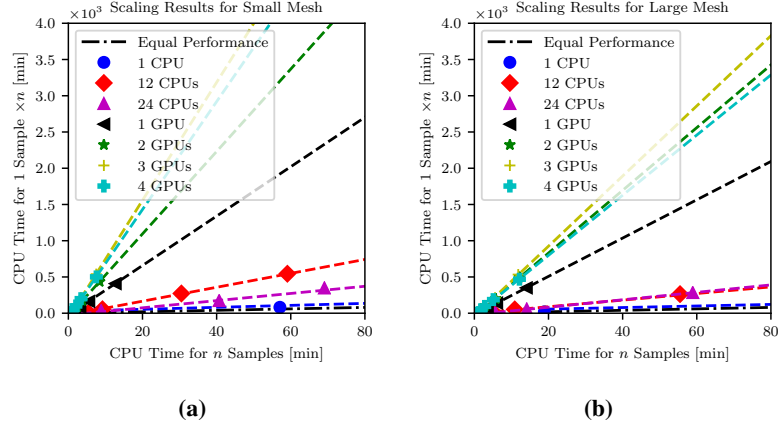 Scaling Results for Small Mesh
×10³
4.0
3.5
3.0
2.5
2.0
1.5
1.0
0.5
0.0
CPU Time for 1 Sample ×n [min]
Equal Performance
1 CPU
12 CPUs
24 CPUs
1 GPU
2 GPUs
3 GPUs
4 GPUs
0 20 40 60 80
CPU Time for n Samples [min]
(a)
Scaling Results for Large Mesh
×10³
4.0
3.5
3.0
2.5
2.0
1.5
1.0
0.5
0.0
CPU Time for 1 Sample ×n [min]
Equal Performance
1 CPU
12 CPUs
24 CPUs
1 GPU
2 GPUs
3 GPUs
4 GPUs
0 20 40 60 80
CPU Time for n Samples [min]
(b)